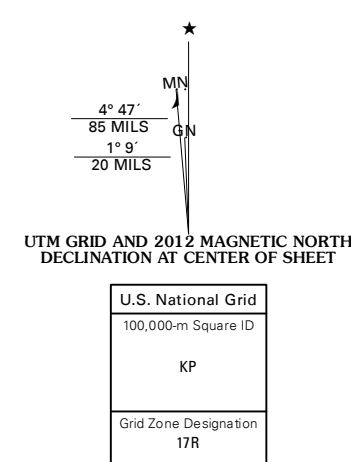 MN
4° 47´
85 MILS
GN
1° 9´
20 MILS
UTM GRID AND 2012 MAGNETIC NORTH
DECLINATION AT CENTER OF SHEET
U.S. National Grid
100,000-m Square ID
KP
Grid Zone Designation
17R